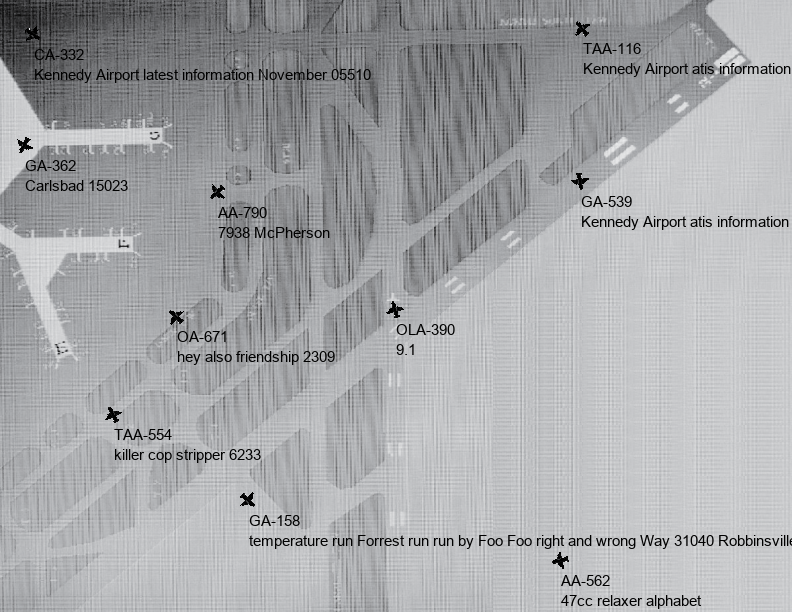 CA-332
Kennedy Airport latest information November 05510
TAA-116
Kennedy Airport atis information
GA-362
Carlsbad 15023
AA-790
7938 McPherson
GA-539
Kennedy Airport atis information
OLA-390
9.1
OA-671
hey also friendship 2309
TAA-554
killer cop stripper 6233
GA-158
temperature run Forrest run run by Foo Foo right and wrong Way 31040 Robbinsville
AA-562
47cc relaxer alphabet